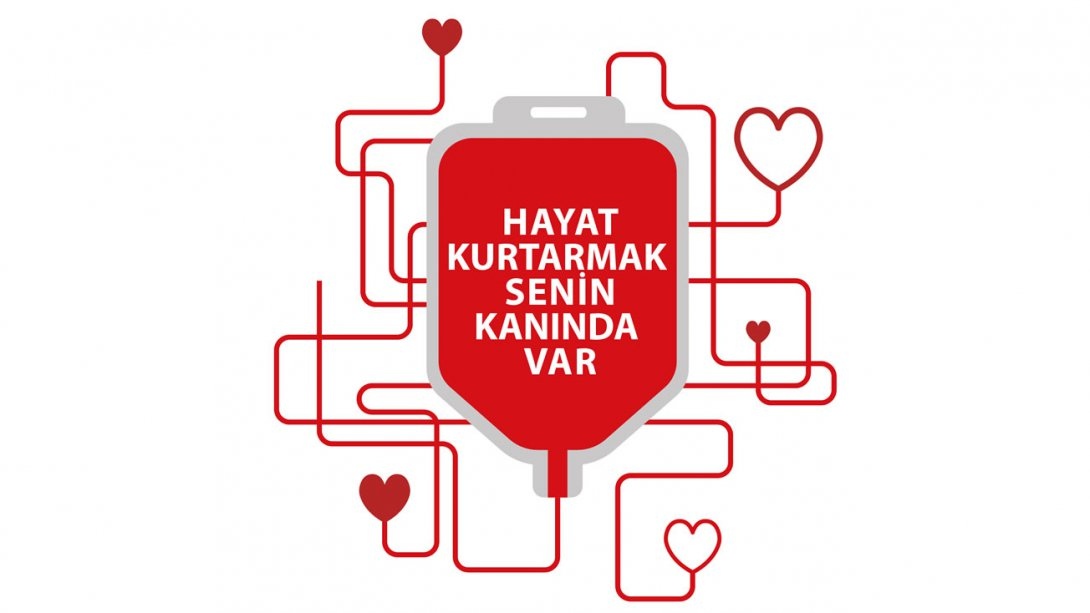 HAYAT
KURTARMAK
SENİN
KANINDA
VAR